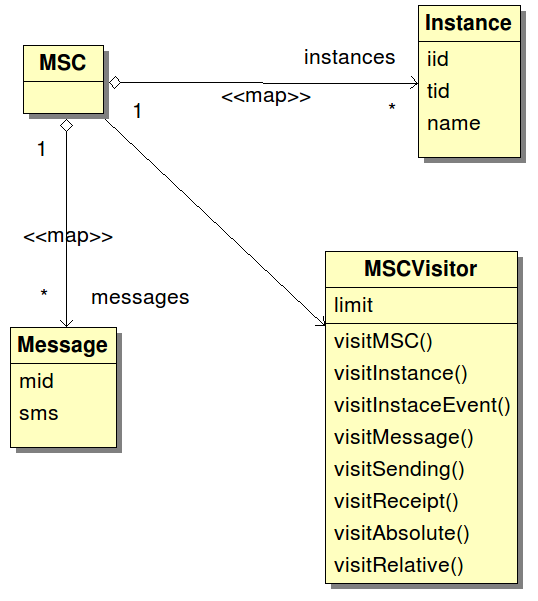 Instance
iid
tid
name
MSC
instances
<<map>>
1
*
1
<<map>>
*
messages
Message
mid
sms
MSCVisitor
limit
visitMSC()
visitInstance()
visitInstaceEvent()
visitMessage()
visitSending()
visitReceipt()
visitAbsolute()
visitRelative()